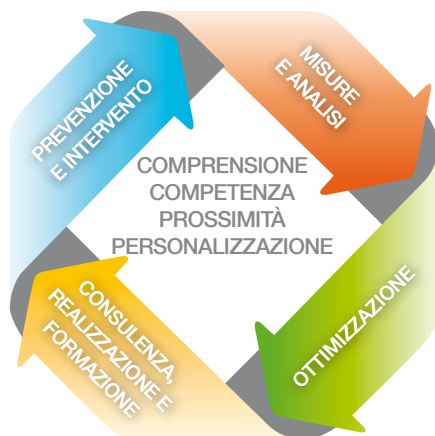 PREVENZIONE
E INTERVENTO
MISURE
E ANALISI
COMPRENSIONE
COMPETENZA
PROSSIMITÀ
PERSONALIZZAZIONE
CONSULENZA,
REALIZZAZIONE E
FORMAZIONE
OTTIMIZZAZIONE